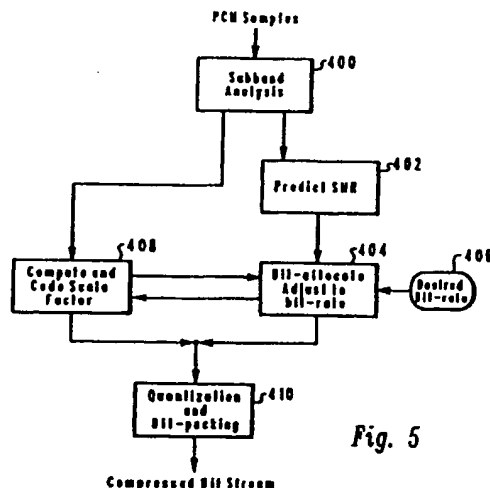 PCM Samples
400
Subband
Analysis
402
Predict SMR
408
Compute and
Code Scale
Factor
404
Bit-allocate
Adjust to
bit-rate
406
Desired
Bit-rate
Quantization
and
Bit-packing
410
Fig. 5
Compressed Bit Stream